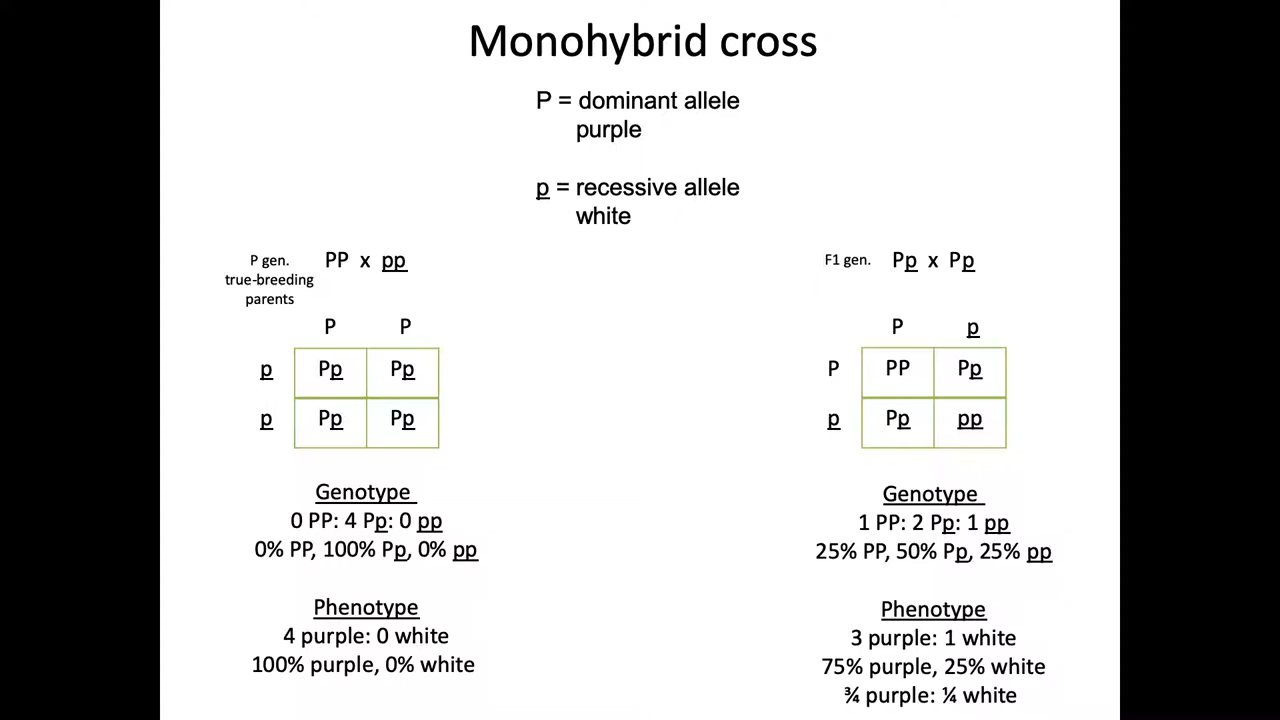 Monohybrid cross
P = dominant allele
purple
p = recessive allele
white
P gen.
true-breeding
parents
PP x pp
P P
p Pp Pp
p Pp Pp
Genotype
0 PP: 4 Pp: 0 pp
0% PP, 100% Pp, 0% pp
Phenotype
4 purple: 0 white
100% purple, 0% white
F1 gen. Pp x Pp
P p
P PP Pp
p Pp pp
Genotype
1 PP: 2 Pp: 1 pp
25% PP, 50% Pp, 25% pp
Phenotype
3 purple: 1 white
75% purple, 25% white
¾ purple: ¼ white